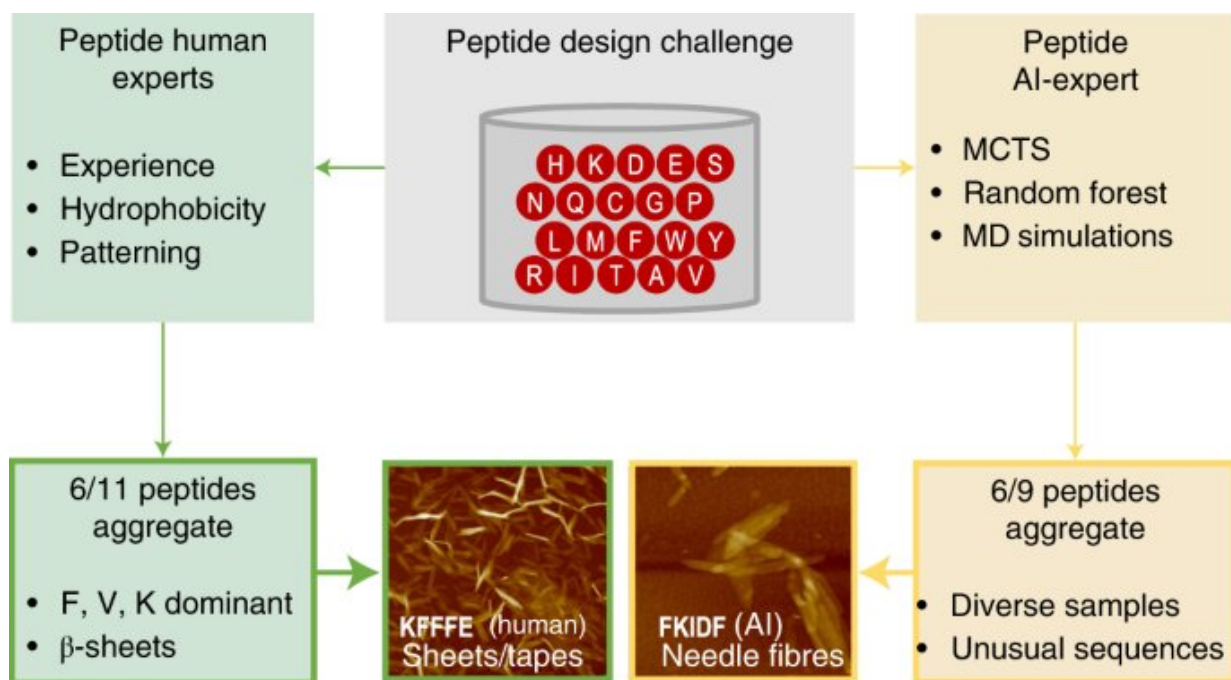 Peptide human
experts
• Experience
• Hydrophobicity
• Patterning
Peptide design challenge
H K D E S
N Q C G P
L M F W Y
R I T A V
Peptide
AI-expert
• MCTS
• Random forest
• MD simulations
6/11 peptides
aggregate
• F, V, K dominant
• β-sheets
KFFFE (human)
Sheets/tapes
FKIDF (AI)
Needle fibres
6/9 peptides
aggregate
• Diverse samples
• Unusual sequences